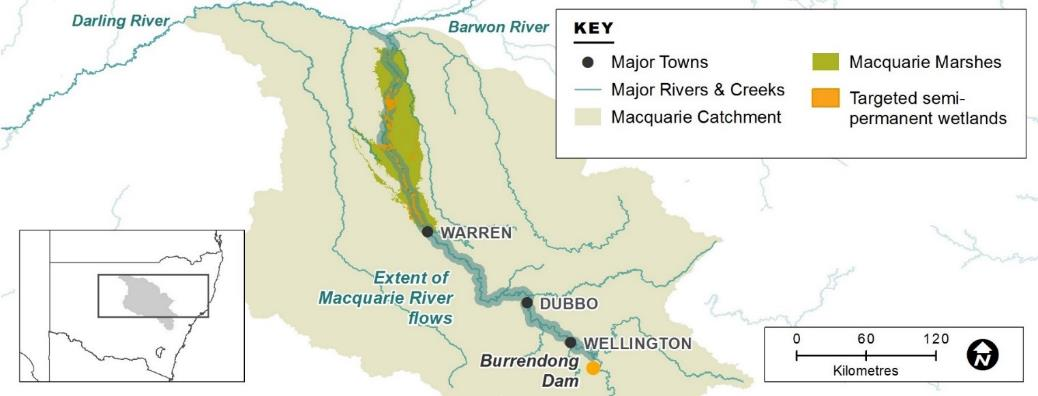 Darling River
Barwon River
KEY
Major Towns
Major Rivers & Creeks
Macquarie Catchment
Macquarie Marshes
Targeted semi-
permanent wetlands
WARREN
Extent of
Macquarie River
flows
DUBBO
WELLINGTON
Burrendong
Dam
0 60 120
Kilometres
N